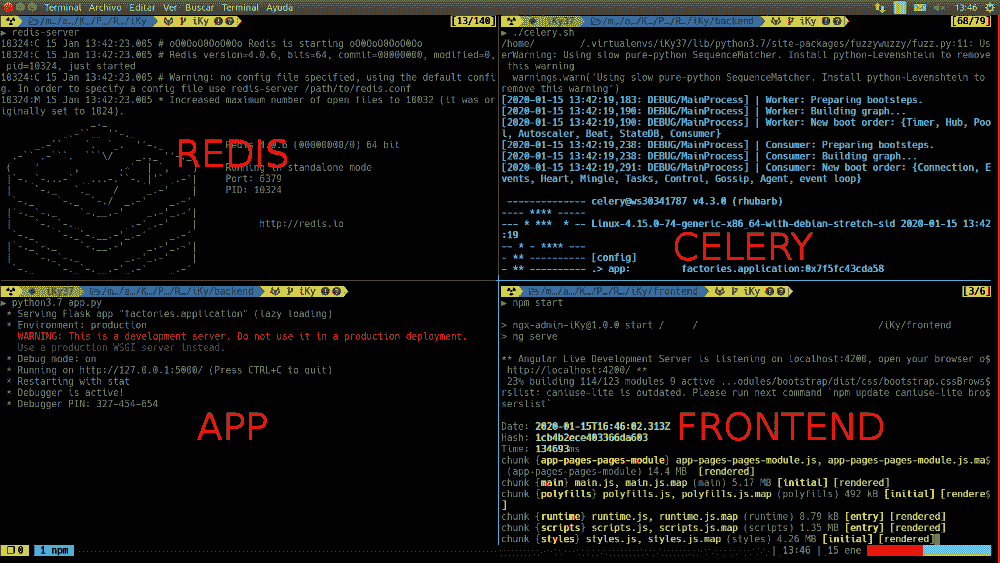 Terminal Archivo Editar Ver Buscar Terminal Ayuda 13:46
/m…/a…/K…/P…/R…/iKy iKy [13/140]
▶ redis-server
10324:C 15 Jan 13:42:23.005 # oO0OoO0OoO0Oo Redis is starting oO0OoO0OoO0Oo
10324:C 15 Jan 13:42:23.005 # Redis version=4.0.6, bits=64, commit=00000000, modified=0,
pid=10324, just started
10324:C 15 Jan 13:42:23.005 # Warning: no config file specified, using the default confi
g. In order to specify a config file use redis-server /path/to/redis.conf
10324:M 15 Jan 13:42:23.005 * Increased maximum number of open files to 10032 (it was or
iginally set to 1024).
REDIS
Redis 4.0.6 (00000000/0) 64 bit
Running in standalone mode
Port: 6379
PID: 10324
http://redis.io
/m…/a…/K…/P…/R…/iKy/backend iKy [68/79]
▶ ./celery.sh
/home/ /.virtualenvs/iKy37/lib/python3.7/site-packages/fuzzywuzzy/fuzz.py:11: Us
erWarning: Using slow pure-python SequenceMatcher. Install python-Levenshtein to remove
this warning
warnings.warn('Using slow pure-python SequenceMatcher. Install python-Levenshtein to
remove this warning')
[2020-01-15 13:42:19,183: DEBUG/MainProcess] | Worker: Preparing bootsteps.
[2020-01-15 13:42:19,190: DEBUG/MainProcess] | Worker: Building graph...
[2020-01-15 13:42:19,190: DEBUG/MainProcess] | Worker: New boot order: {Timer, Hub, Poo
l, Autoscaler, Beat, StateDB, Consumer}
[2020-01-15 13:42:19,238: DEBUG/MainProcess] | Consumer: Preparing bootsteps.
[2020-01-15 13:42:19,238: DEBUG/MainProcess] | Consumer: Building graph...
[2020-01-15 13:42:19,291: DEBUG/MainProcess] | Consumer: New boot order: {Connection, E
vents, Heart, Mingle, Tasks, Control, Gossip, Agent, event loop}
-------------- celery@ws30341787 v4.3.0 (rhubarb)
---- **** -----
--- * ***  * -- Linux-4.15.0-74-generic-x86_64-with-debian-stretch-sid 2020-01-15 13:42
:19
-- * - **** ---
- ** ---------- [config]
- ** ---------- .> app: factories.application:0x7f5fc43cda58
CELERY
/m…/a…/K…/P…/R…/iKy/backend iKy
▶ python3.7 app.py
* Serving Flask app "factories.application" (lazy loading)
* Environment: production
WARNING: This is a development server. Do not use it in a production deployment.
Use a production WSGI server instead.
* Debug mode: on
* Running on http://127.0.0.1:5000/ (Press CTRL+C to quit)
* Restarting with stat
* Debugger is active!
* Debugger PIN: 327-454-654
APP
/m…/a…/K…/P…/R…/iKy/frontend iKy [3/6]
▶ npm start
> ngx-admin-iKy@1.0.0 start / / /iKy/frontend
> ng serve
** Angular Live Development Server is listening on localhost:4200, open your browser o$
http://localhost:4200/ **
23% building 114/123 modules 9 active ...odules/bootstrap/dist/css/bootstrap.cssBrows$
rslist: caniuse-lite is outdated. Please run next command `npm update caniuse-lite bro$
serslist`
Date: 2020-01-15T16:46:02.313Z
Hash: 1cb4b2ece403366da603
Time: 134693ms
FRONTEND
chunk {app-pages-pages-module} app-pages-pages-module.js, app-pages-pages-module.js.ma$
(app-pages-pages-module) 14.4 MB [rendered]
chunk {main} main.js, main.js.map (main) 5.17 MB [initial] [rendered]
chunk {polyfills} polyfills.js, polyfills.js.map (polyfills) 492 kB [initial] [rendere$
]
chunk {runtime} runtime.js, runtime.js.map (runtime) 8.79 kB [entry] [rendered]
chunk {scripts} scripts.js, scripts.js.map (scripts) 1.35 MB [entry] [rendered]
chunk {styles} styles.js, styles.js.map (styles) 4.26 MB [initial] [rendered]
0 1 npm | 13:46 | 15 ene